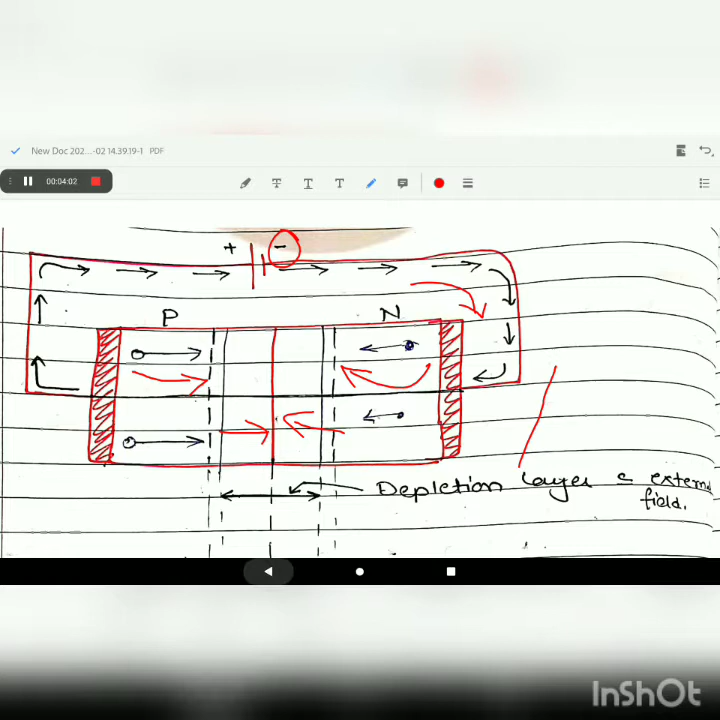 New Doc 202...-02 14.39.19-1 PDF
00:04:02
+ -
P N
Depletion layer c external
field.
InShOt